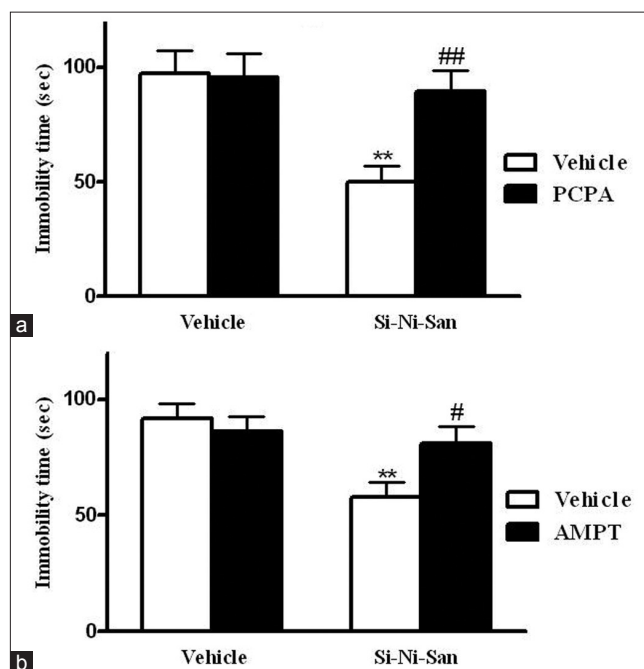 Immobility time (sec)
100
50
0
**
##
Vehicle
PCPA
Vehicle
Si-Ni-San
a
Immobility time (sec)
100
50
0
**
#
Vehicle
AMPT
Vehicle
Si-Ni-San
b